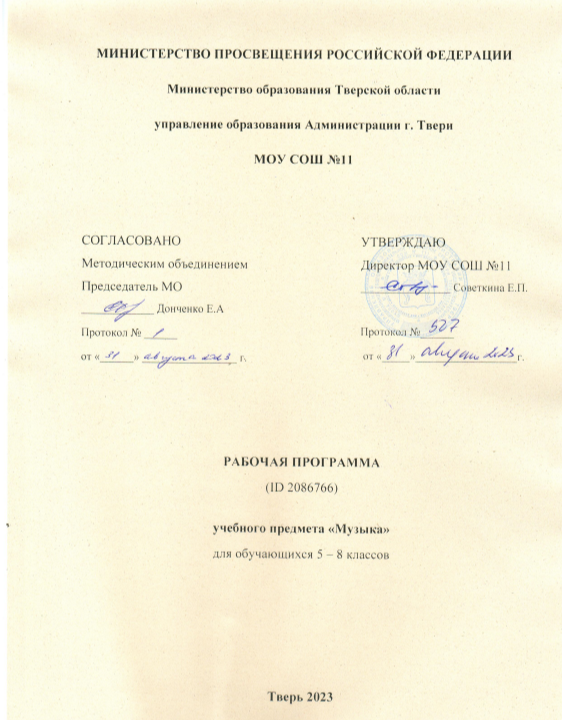 МИНИСТЕРСТВО ПРОСВЕЩЕНИЯ РОССИЙСКОЙ ФЕДЕРАЦИИ
Министерство образования Тверской области
управление образования Администрации г. Твери
МОУ СОШ №11
СОГЛАСОВАНО
Методическим объединением
Председатель МО
Донченко Е.А
Протокол № 1
от « 31 » августа 2023 г.
УТВЕРЖДАЮ
Директор МОУ СОШ №11
Советкина Е.П.
Протокол № 527
от « 31 » августа 2023 г.
РАБОЧАЯ ПРОГРАММА
(ID 2086766)
учебного предмета «Музыка»
для обучающихся 5 – 8 классов
Тверь 2023